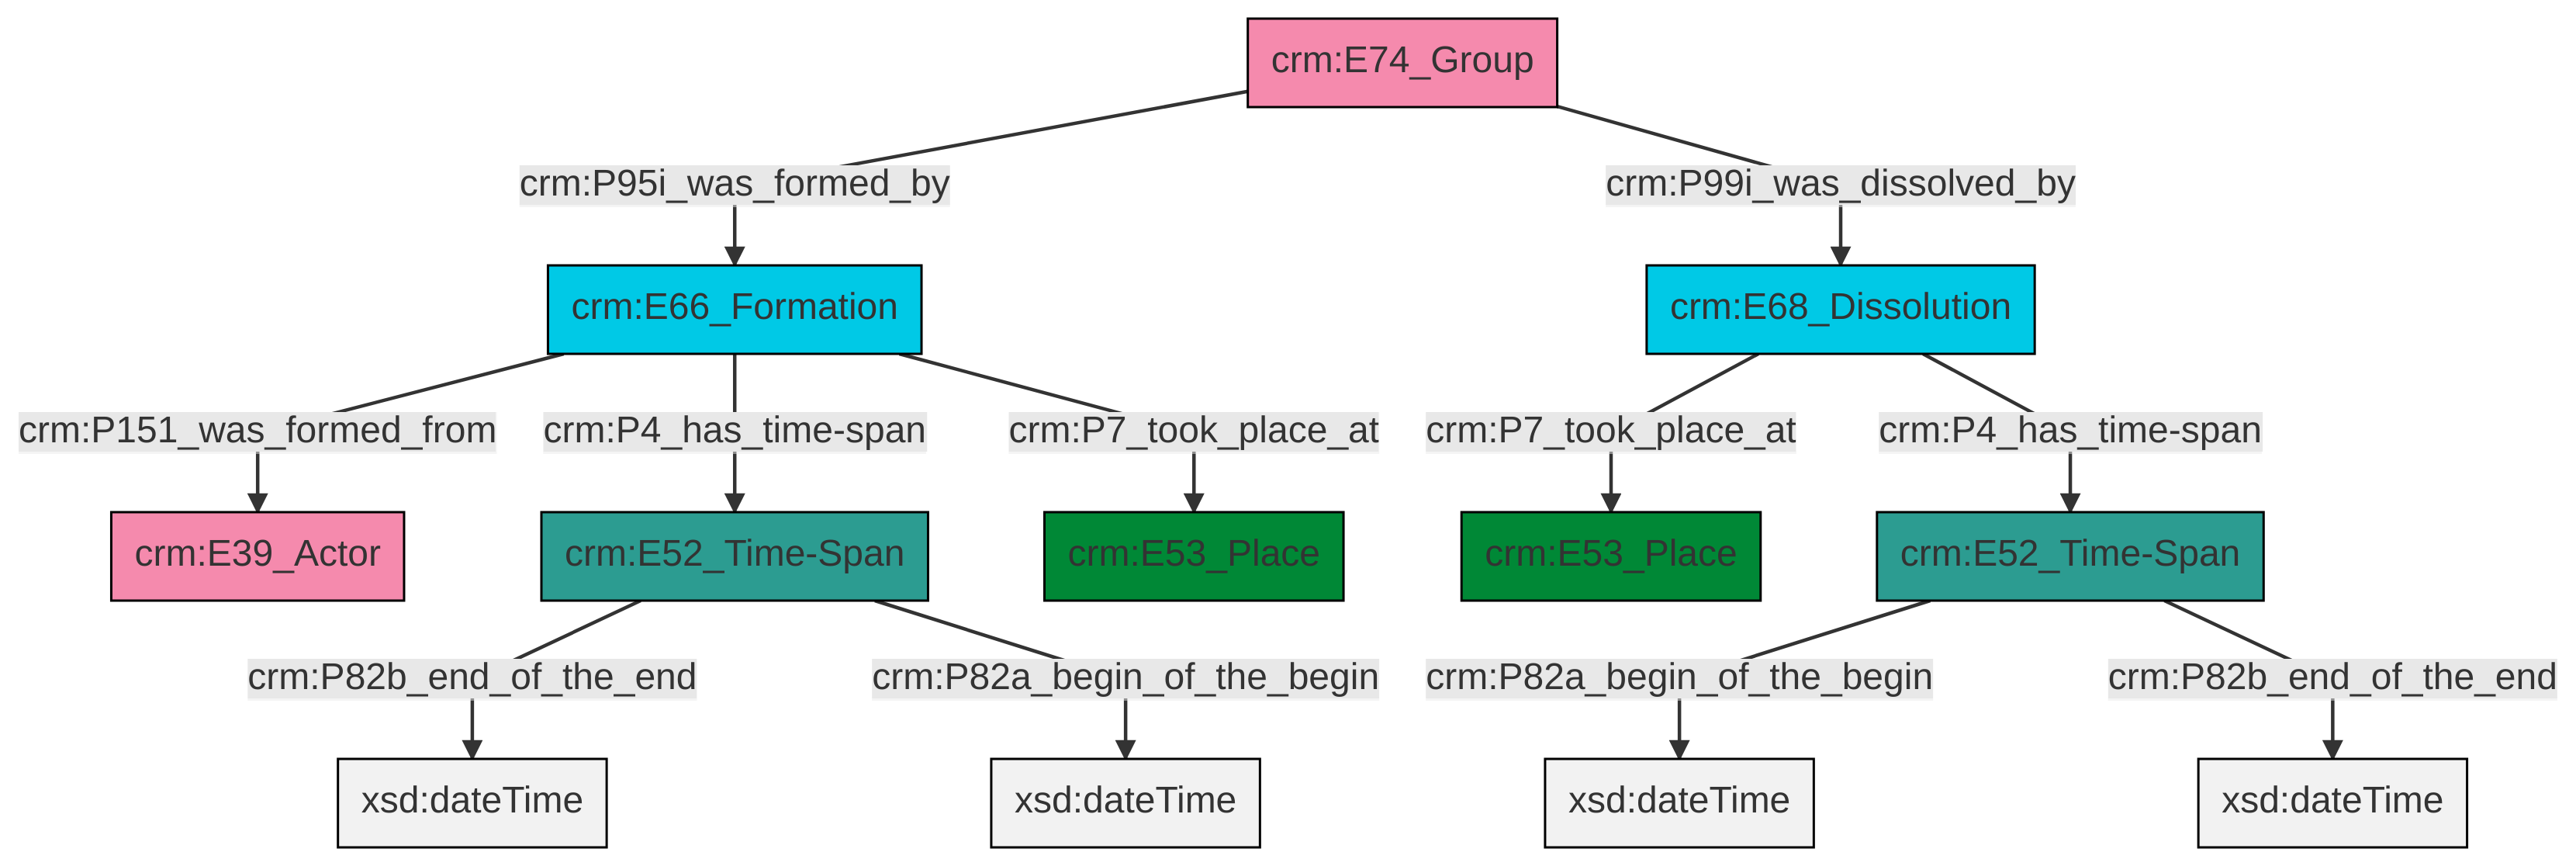 crm:E74_Group
crm:P95i_was_formed_by
crm:P99i_was_dissolved_by
crm:E66_Formation
crm:E68_Dissolution
crm:P151_was_formed_from
crm:P4_has_time-span
crm:P7_took_place_at
crm:P7_took_place_at
crm:P4_has_time-span
crm:E39_Actor
crm:E52_Time-Span
crm:E53_Place
crm:E53_Place
crm:E52_Time-Span
crm:P82b_end_of_the_end
crm:P82a_begin_of_the_begin
crm:P82a_begin_of_the_begin
crm:P82b_end_of_the_end
xsd:dateTime
xsd:dateTime
xsd:dateTime
xsd:dateTime